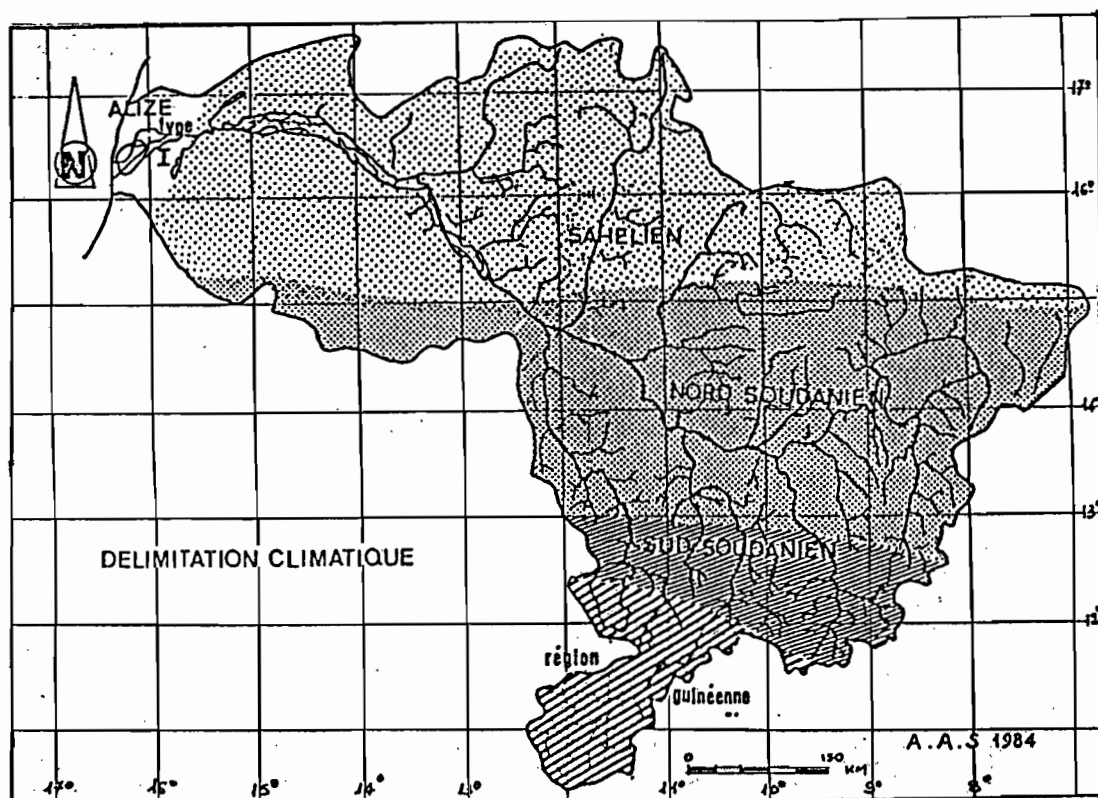 ALIZE
type
I
N
17°
16°
SAHELIEN
NORD SOUDANIEN
13°
SUD SOUDANIEN
DELIMITATION CLIMATIQUE
12°
région
guinéenne
A.A.S 1984
0 150 KM
17° 15° 14° 11° 10° 9° 8°